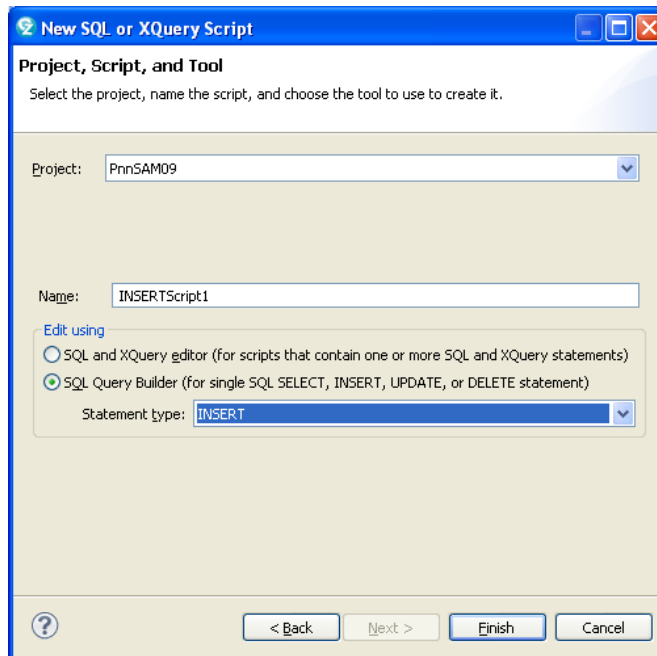 New SQL or XQuery Script
Project, Script, and Tool
Select the project, name the script, and choose the tool to use to create it.
Project: PnnSAM09
Name: INSERTScript1
Edit using
SQL and XQuery editor (for scripts that contain one or more SQL and XQuery statements)
SQL Query Builder (for single SQL SELECT, INSERT, UPDATE, or DELETE statement)
Statement type: INSERT
? < Back Next > Finish Cancel